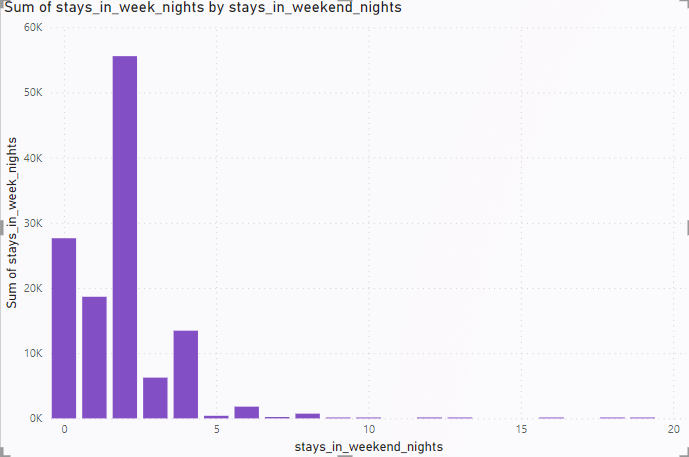 Sum of stays_in_week_nights by stays_in_weekend_nights
60K
50K
40K
30K
20K
10K
0K
Sum of stays_in_week_nights
0 5 10 15 20
stays_in_weekend_nights